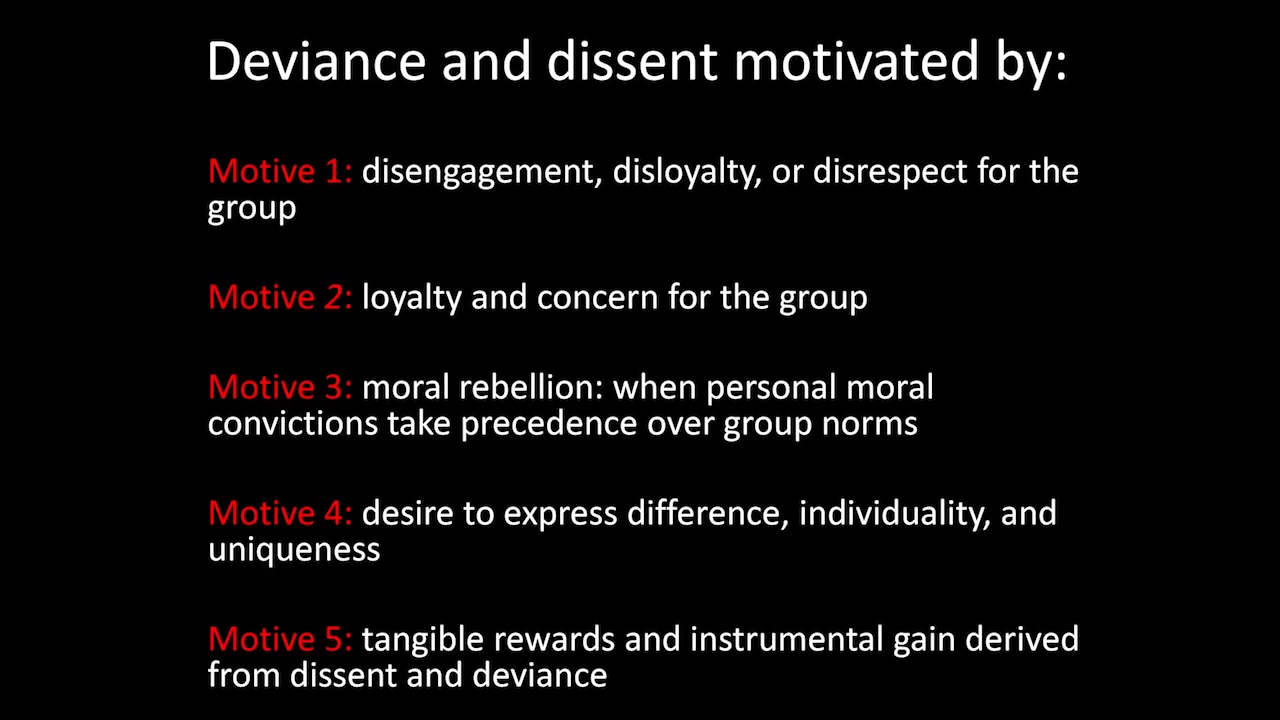 Deviance and dissent motivated by:
Motive 1: disengagement, disloyalty, or disrespect for the
group
Motive 2: loyalty and concern for the group
Motive 3: moral rebellion: when personal moral
convictions take precedence over group norms
Motive 4: desire to express difference, individuality, and
uniqueness
Motive 5: tangible rewards and instrumental gain derived
from dissent and deviance